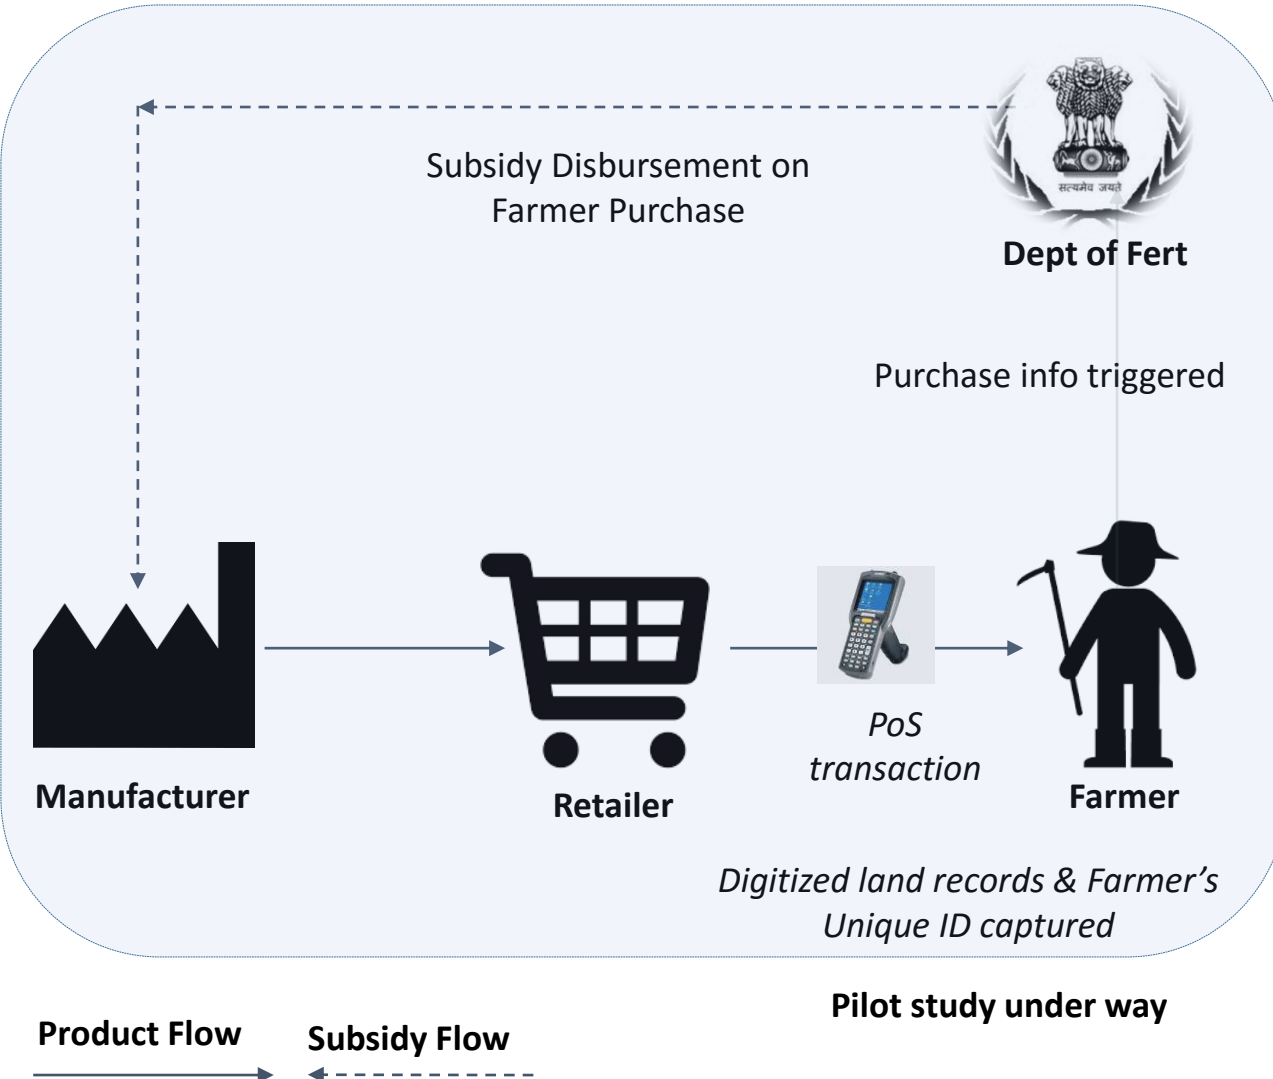 Subsidy Disbursement on
Farmer Purchase
सत्यमेव जयते
Dept of Fert
Purchase info triggered
PoS
transaction
Manufacturer
Retailer
Farmer
Digitized land records & Farmer’s
Unique ID captured
Pilot study under way
Product Flow
Subsidy Flow